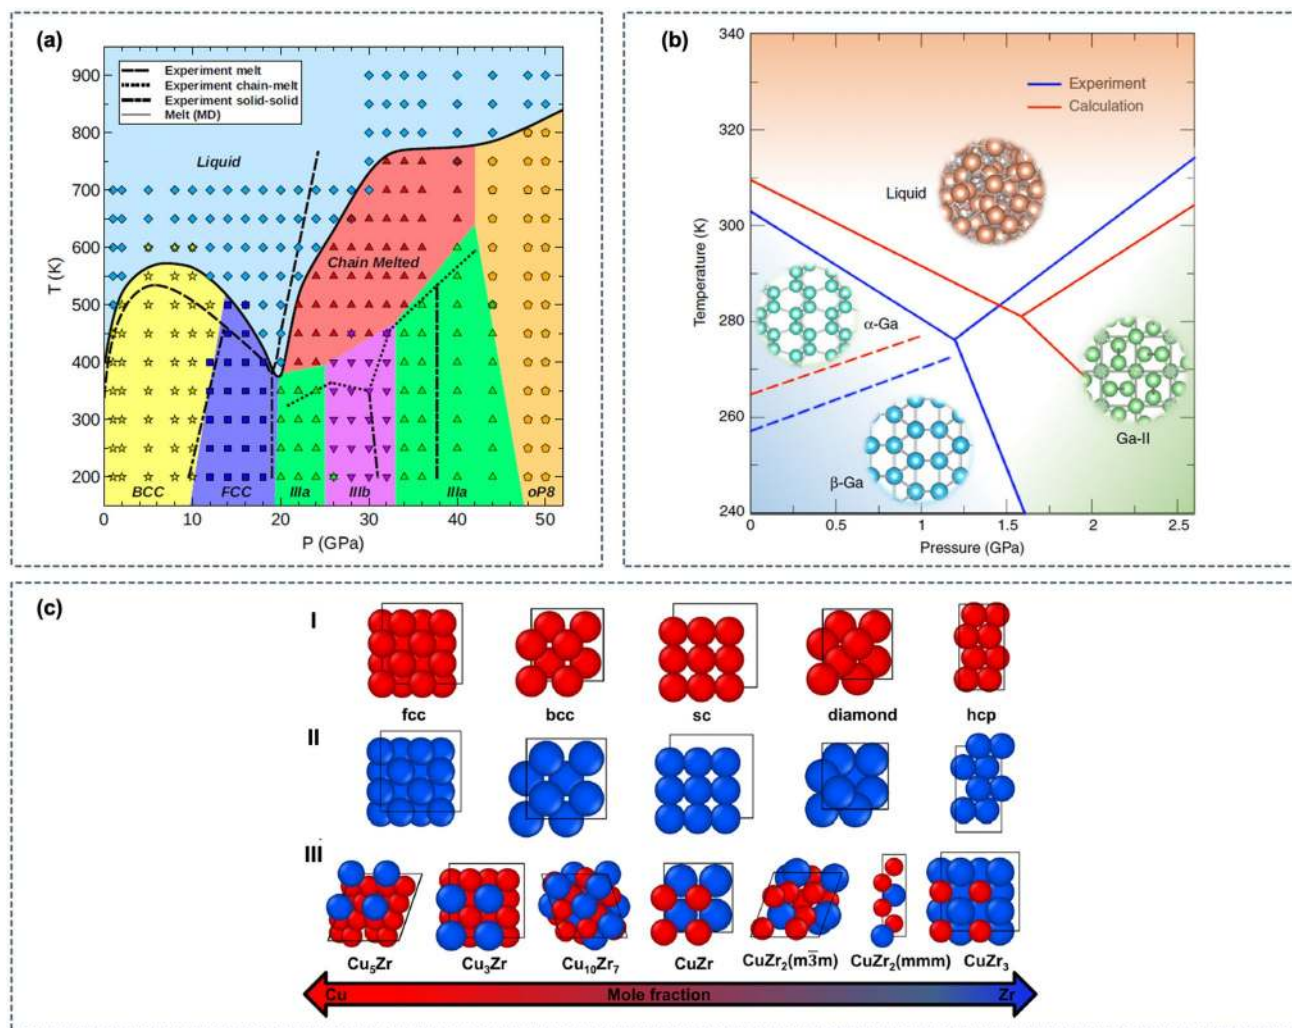 (a)
900
800
700
600
500
400
300
200
T (K)
Experiment melt
Experiment chain-melt
Experiment solid-solid
Melt (MD)
Liquid
Chain Melted
BCC FCC IIIa IIIb IIIa oP8
0 10 20 30 40 50
P (GPa)
(b)
340
320
300
280
260
240
Temperature (K)
Experiment
Calculation
Liquid
α-Ga
β-Ga
Ga-II
0 0.5 1 1.5 2 2.5
Pressure (GPa)
(c)
I
fcc bcc sc diamond hcp
II
III
Cu₅Zr Cu₃Zr Cu₁₀Zr₇ CuZr CuZr₂(m3̅m) CuZr₂(mmm) CuZr₃
Cu Mole fraction Zr